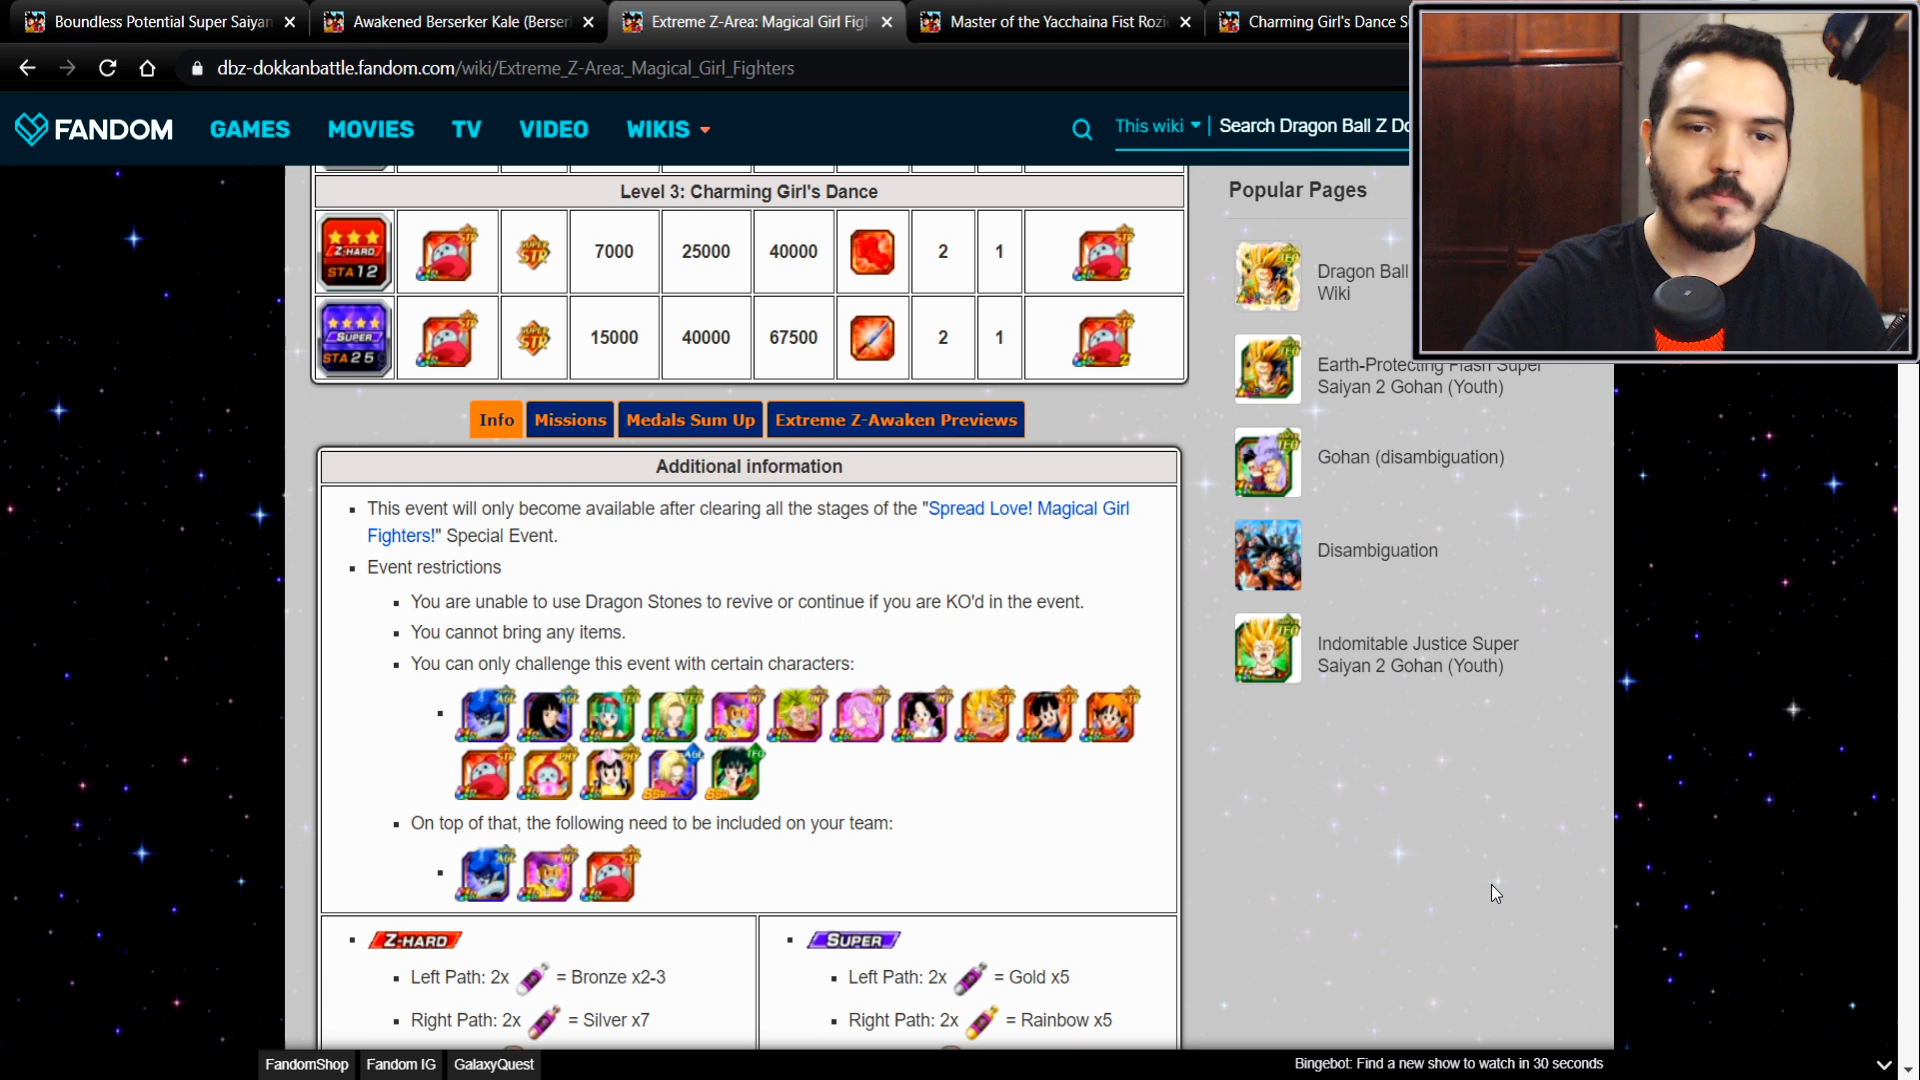 Boundless Potential Super Saiyan
Awakened Berserker Kale (Berser
Extreme Z-Area: Magical Girl Figh
Master of the Yacchaina Fist Rozie
Charming Girl's Dance S
dbz-dokkanbattle.fandom.com/wiki/Extreme_Z-Area:_Magical_Girl_Fighters
FANDOM
GAMES
MOVIES
TV
VIDEO
WIKIS
This wiki
Search Dragon Ball Z Do
Level 3: Charming Girl's Dance
Z-HARD
STA 12
SUPER STR
7000
25000
40000
2
1
SUPER
STA 25
SUPER STR
15000
40000
67500
2
1
Info
Missions
Medals Sum Up
Extreme Z-Awaken Previews
Additional information
This event will only become available after clearing all the stages of the "Spread Love! Magical Girl
Fighters!" Special Event.
Event restrictions
You are unable to use Dragon Stones to revive or continue if you are KO'd in the event.
You cannot bring any items.
You can only challenge this event with certain characters:
On top of that, the following need to be included on your team:
Z-HARD
Left Path: 2x = Bronze x2-3
Right Path: 2x = Silver x7
SUPER
Left Path: 2x = Gold x5
Right Path: 2x = Rainbow x5
Popular Pages
Dragon Ball
Wiki
Earth-Protecting Flash Super
Saiyan 2 Gohan (Youth)
Gohan (disambiguation)
Disambiguation
Indomitable Justice Super
Saiyan 2 Gohan (Youth)
FandomShop
Fandom IG
GalaxyQuest
Bingebot: Find a new show to watch in 30 seconds